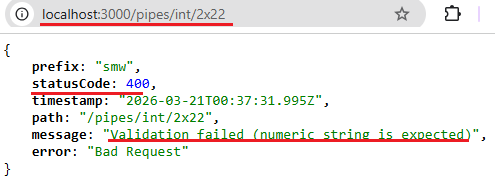 localhost:3000/pipes/int/2x22
{
prefix: "smw",
statusCode: 400,
timestamp: "2026-03-21T00:37:31.995Z",
path: "/pipes/int/2x22",
message: "Validation failed (numeric string is expected)",
error: "Bad Request"
}